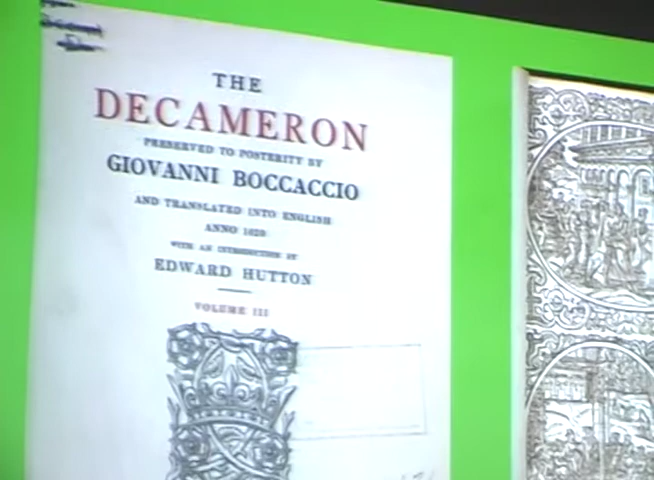 THE
DECAMERON
PRESERVED TO POSTERITY BY
GIOVANNI BOCCACCIO
AND TRANSLATED INTO ENGLISH
ANNO 1620
WITH AN INTRODUCTION BY
EDWARD HUTTON
VOLUME III